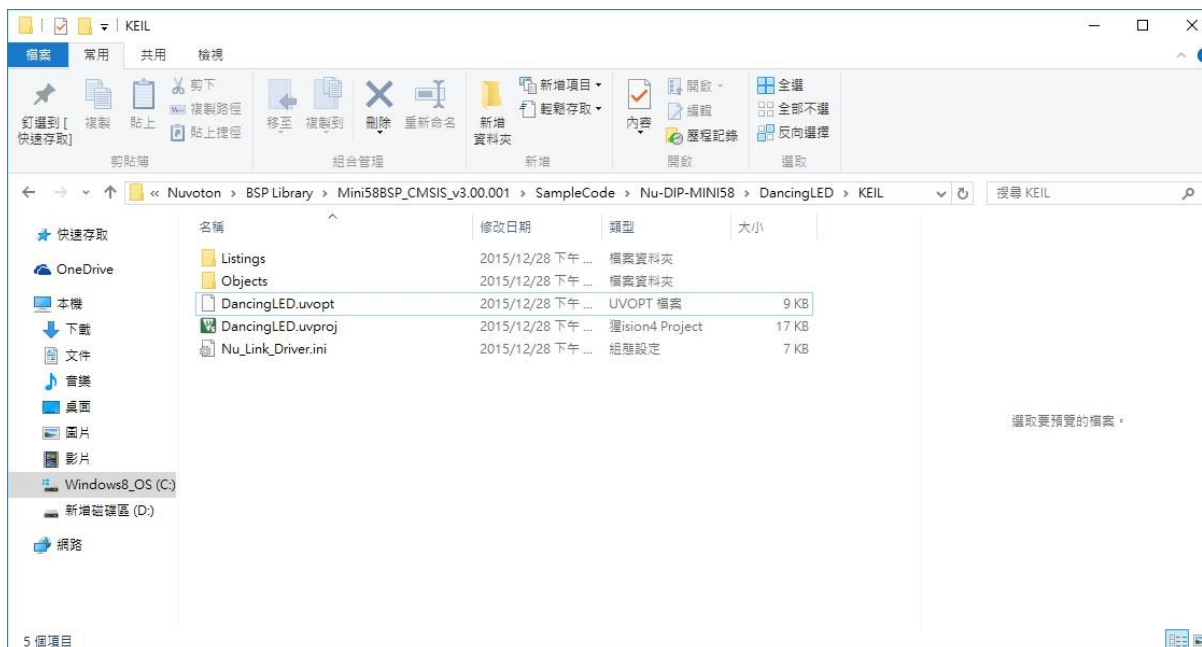 KEIL
檔案 常用 共用 檢視
釘選到 [快速存取]
複製
貼上
剪下
複製路徑
貼上捷徑
剪貼簿
移至
複製到
刪除
重新命名
組合管理
新增資料夾
新增項目
輕鬆存取
新增
內容
開啟
編輯
歷程記錄
開啟
全選
全部不選
反向選擇
選取
« Nuvoton › BSP Library › Mini58BSP_CMSIS_v3.00.001 › SampleCode › Nu-DIP-MINI58 › DancingLED › KEIL
搜尋 KEIL
快速存取
OneDrive
本機
下載
文件
音樂
桌面
圖片
影片
Windows8_OS (C:)
新增磁碟區 (D:)
網路
名稱 修改日期 類型 大小
Listings 2015/12/28 下午 ... 檔案資料夾
Objects 2015/12/28 下午 ... 檔案資料夾
DancingLED.uvopt 2015/12/28 下午 ... UVOPT 檔案 9 KB
DancingLED.uvproj 2015/12/28 下午 ... 猩ision4 Project 17 KB
Nu_Link_Driver.ini 2015/12/28 下午 ... 組態設定 7 KB
選取要預覽的檔案。
5 個項目